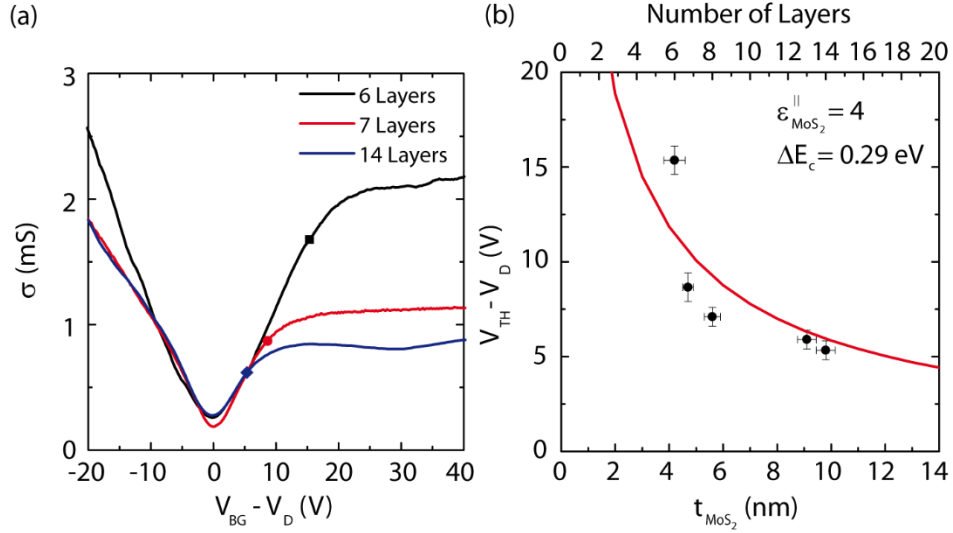 (a)
3
2
1
0
σ (mS)
6 Layers
7 Layers
14 Layers
-20 -10 0 10 20 30 40
V_BG - V_D (V)
(b)
Number of Layers
0 2 4 6 8 10 12 14 16 18 20
20
15
10
5
0
V_TH - V_D (V)
ε^||_MoS₂ = 4
ΔE_c = 0.29 eV
0 2 4 6 8 10 12 14
t_MoS₂ (nm)